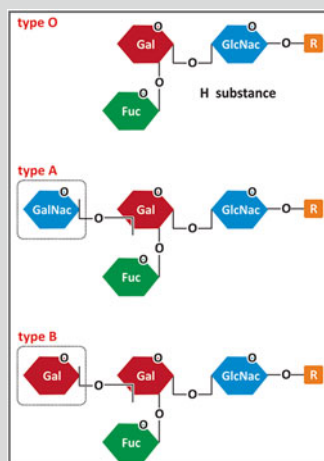 type O
Gal O GlcNac O O R
O
Fuc O H substance
type A
GalNac O O Gal O O GlcNac O O R
O
Fuc O
type B
Gal O O Gal O O GlcNac O O R
O
Fuc O